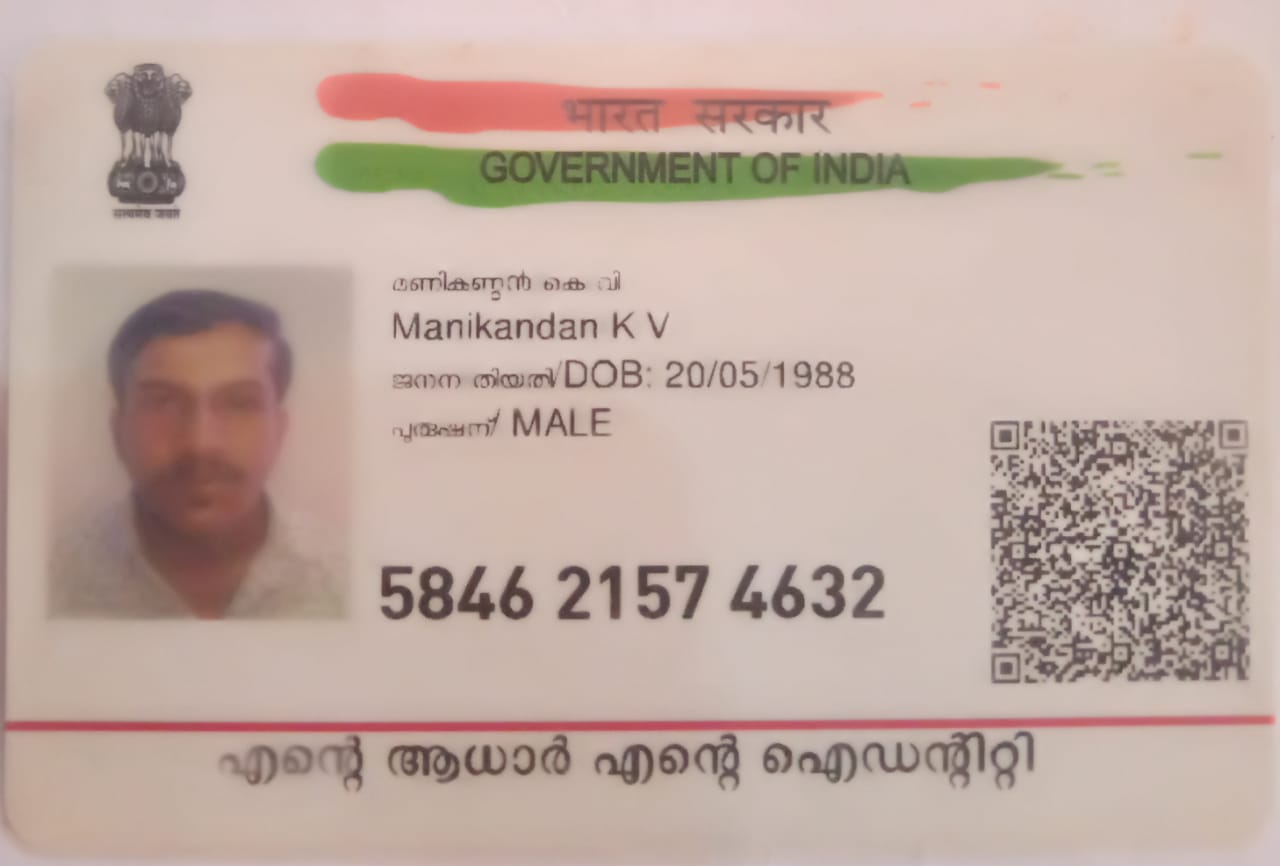 सत्यमेव जयते
भारत सरकार
GOVERNMENT OF INDIA
മണികണ്ഠൻ കെ വി
Manikandan K V
ജനന തിയതി/DOB: 20/05/1988
പുരുഷന്‍/ MALE
5846 2157 4632
എന്റെ ആധാർ എന്റെ ഐഡന്റിറ്റി